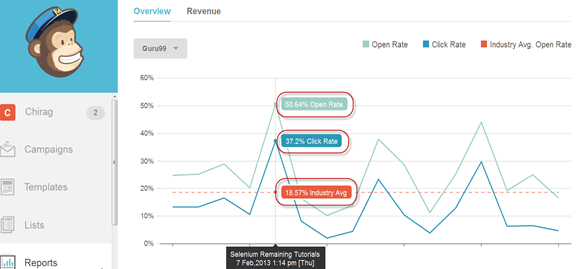 Overview Revenue
Guru99
Open Rate Click Rate Industry Avg. Open Rate
60%
50%
40%
30%
20%
10%
0%
50.64% Open Rate
37.2% Click Rate
18.57% Industry Avg
Selenium Remaining Tutorials
7 Feb,2013 1:14 pm [Thu]
C Chirag 2
Campaigns
Templates
Lists
Reports